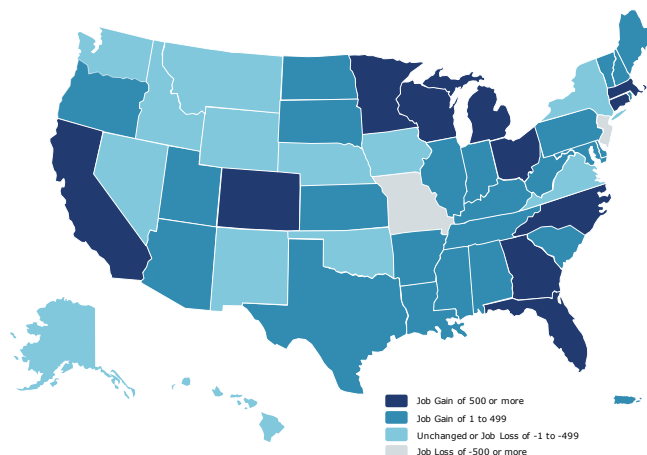 Job Gain of 500 or more
Job Gain of 1 to 499
Unchanged or Job Loss of -1 to -499
Job Loss of -500 or more